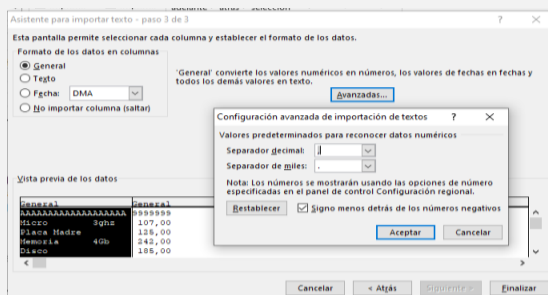 adelante atrás selección
Asistente para importar texto - paso 3 de 3 ? ✕
Esta pantalla permite seleccionar cada columna y establecer el formato de los datos.
Formato de los datos en columnas
General
Texto
Fecha: DMA
No importar columna (saltar)
'General' convierte los valores numéricos en números, los valores de fechas en fechas y
todos los demás valores en texto.
Avanzadas...
Configuración avanzada de importación de textos ? ✕
Valores predeterminados para reconocer datos numéricos
Separador decimal:
Separador de miles: .
Nota: Los números se mostrarán usando las opciones de número
especificadas en el panel de control Configuración regional.
Restablecer Signo menos detrás de los números negativos
Aceptar Cancelar
Vista previa de los datos
General General
AAAAAAAAAAAAAAAAAAAA 9999999
Micro 3ghz 107,00
Placa Madre 125,00
Memoria 4Gb 242,00
Disco 185,00
Cancelar < Atrás Siguiente > Finalizar